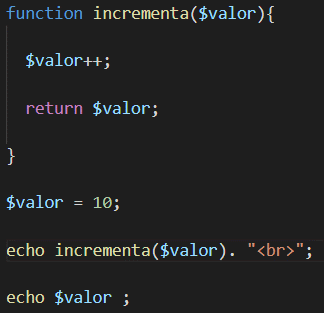 function incrementa($valor){
$valor++;
return $valor;
}
$valor = 10;
echo incrementa($valor). "<br>";
echo $valor ;